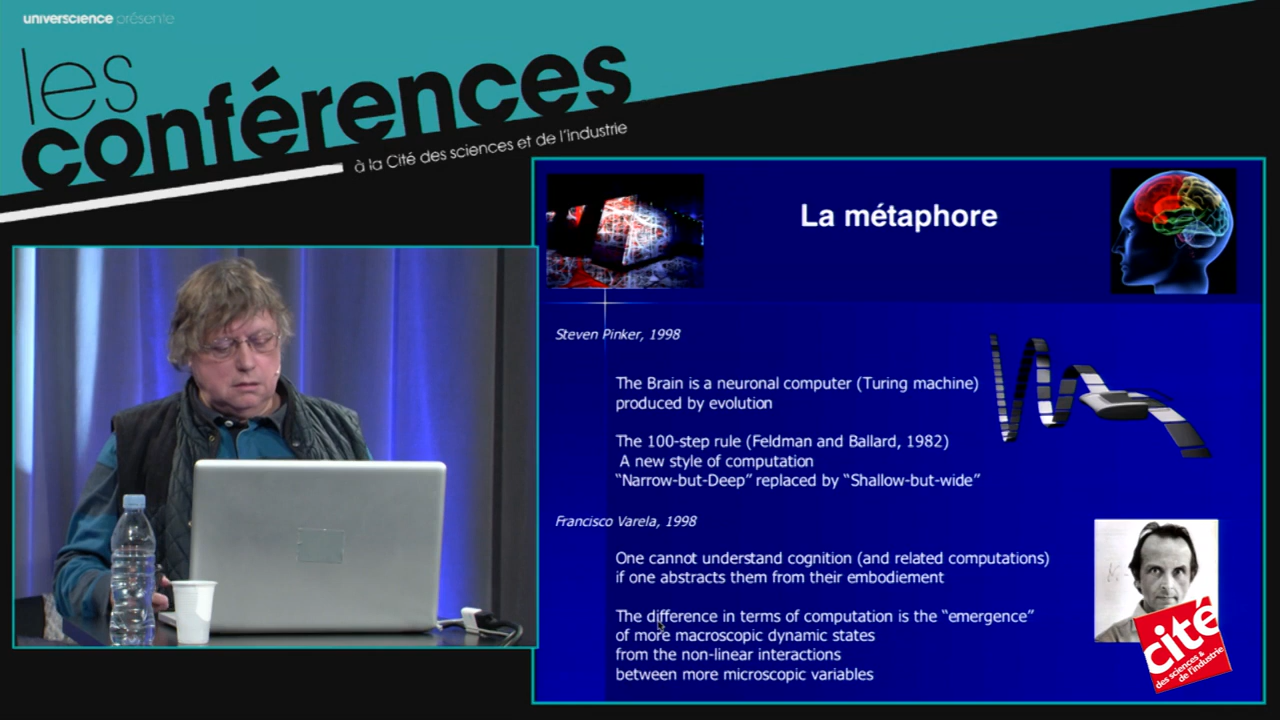 universcience présente
les
conférences
à la Cité des sciences et de l'industrie
La métaphore
Steven Pinker, 1998
The Brain is a neuronal computer (Turing machine)
produced by evolution
The 100-step rule (Feldman and Ballard, 1982)
A new style of computation
“Narrow-but-Deep” replaced by “Shallow-but-wide”
Francisco Varela, 1998
One cannot understand cognition (and related computations)
if one abstracts them from their embodiement
The difference in terms of computation is the “emergence”
of more macroscopic dynamic states
from the non-linear interactions
between more microscopic variables
cité
des sciences &
de l'industrie